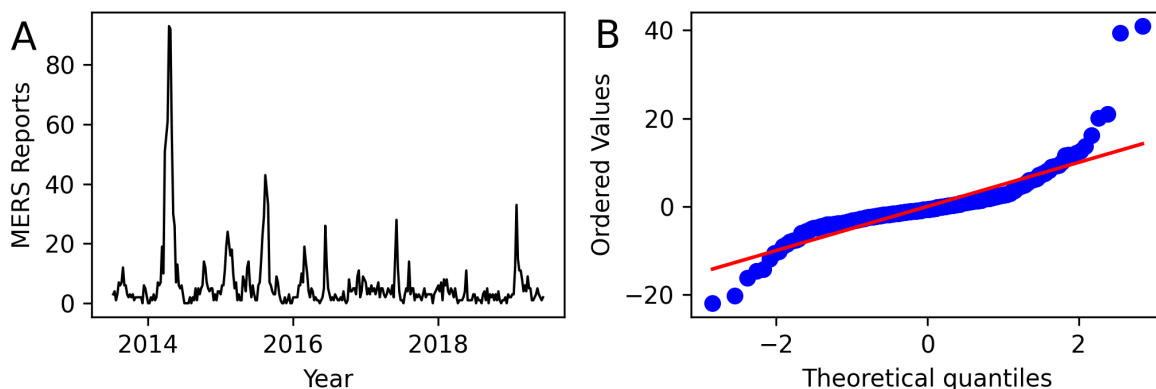 A
MERS Reports
80
60
40
20
0
2014
2016
2018
Year
B
Ordered Values
40
20
0
−20
−2
0
2
Theoretical quantiles